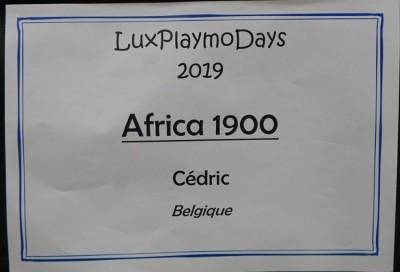 LuxPlaymoDays
2019
Africa 1900
Cédric
Belgique